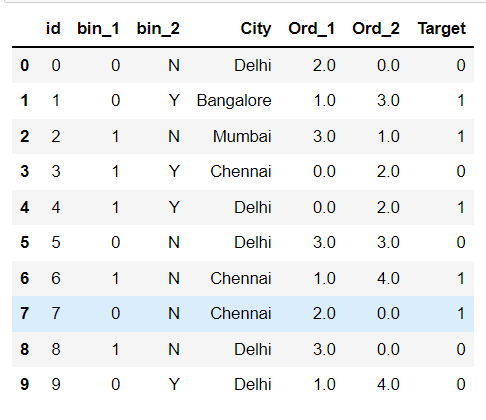 id bin_1 bin_2 City Ord_1 Ord_2 Target
0 0 0 N Delhi 2.0 0.0 0
1 1 0 Y Bangalore 1.0 3.0 1
2 2 1 N Mumbai 3.0 1.0 1
3 3 1 Y Chennai 0.0 2.0 0
4 4 1 Y Delhi 0.0 2.0 1
5 5 0 N Delhi 3.0 3.0 0
6 6 1 N Chennai 1.0 4.0 1
7 7 0 N Chennai 2.0 0.0 1
8 8 1 N Delhi 3.0 0.0 0
9 9 0 Y Delhi 1.0 4.0 0